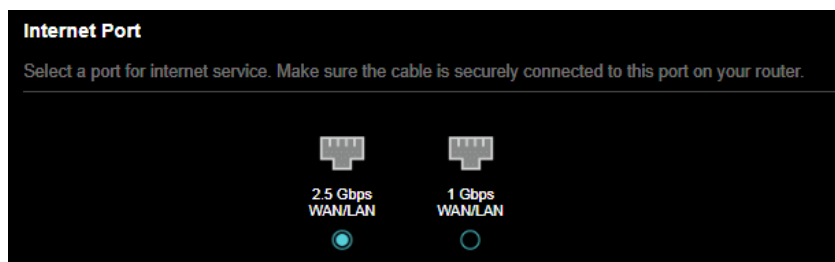 Internet Port
Select a port for internet service. Make sure the cable is securely connected to this port on your router.
2.5 Gbps
WAN/LAN
1 Gbps
WAN/LAN